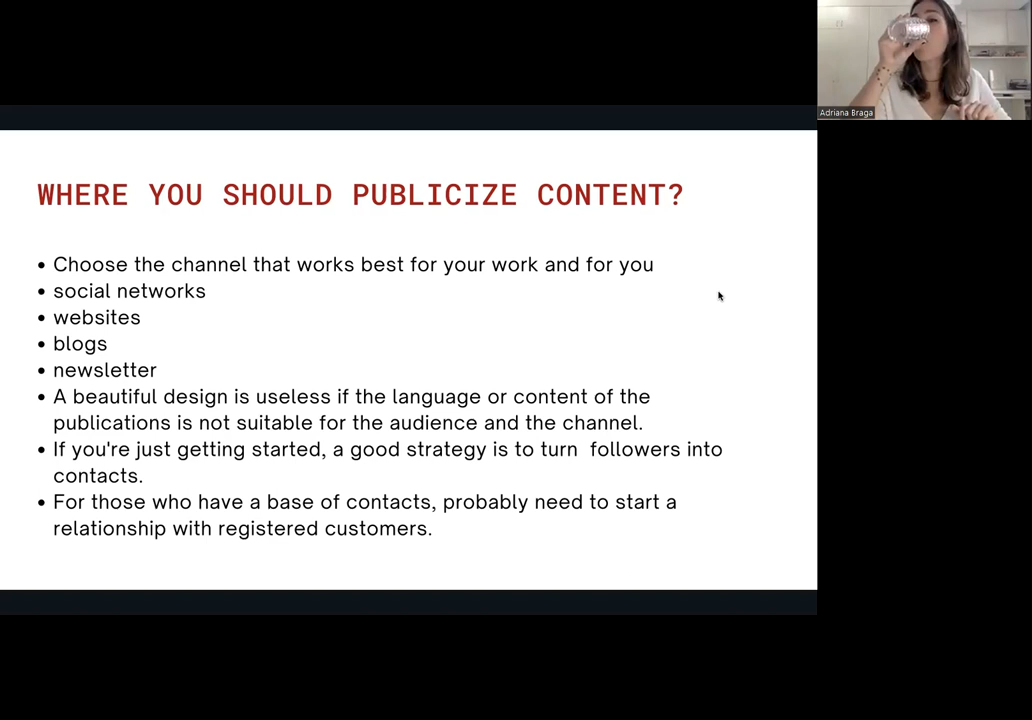 Adriana Braga
WHERE YOU SHOULD PUBLICIZE CONTENT?
• Choose the channel that works best for your work and for you
• social networks
• websites
• blogs
• newsletter
• A beautiful design is useless if the language or content of the
publications is not suitable for the audience and the channel.
• If you're just getting started, a good strategy is to turn  followers into
contacts.
• For those who have a base of contacts, probably need to start a
relationship with registered customers.